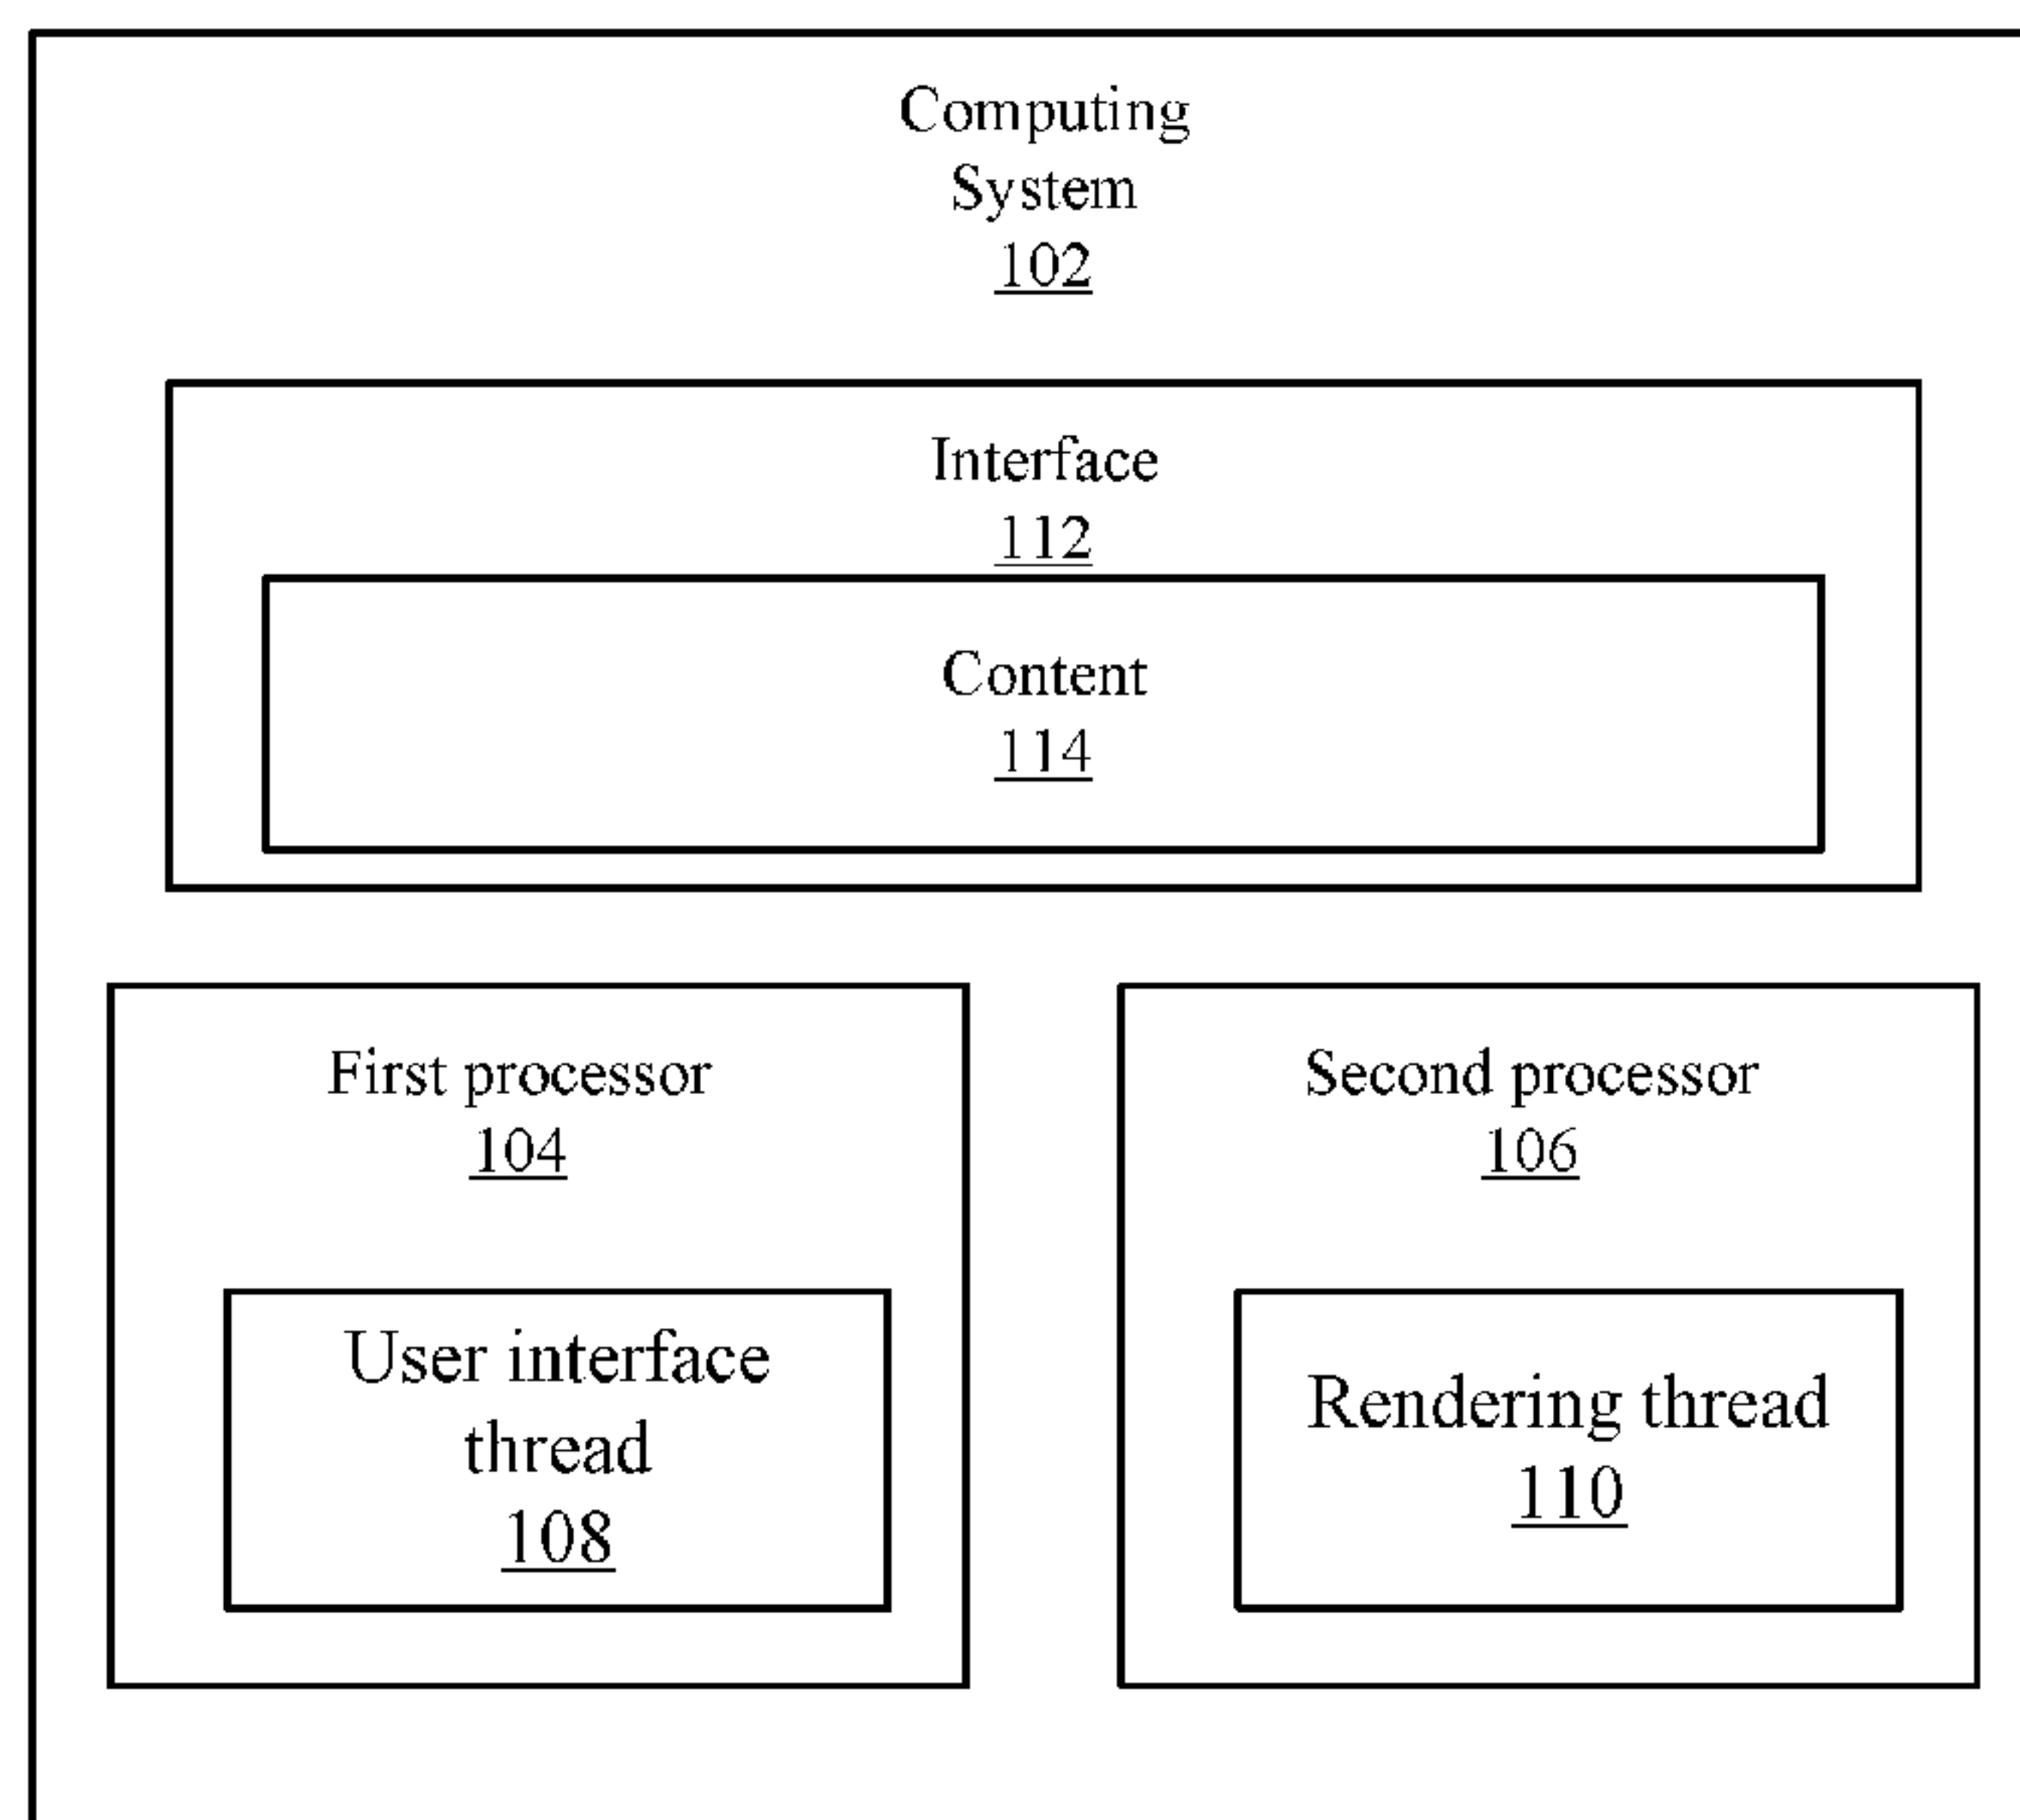 Computing
System
102
Interface
112
Content
114
First processor
104
User interface
thread
108
Second processor
106
Rendering thread
110